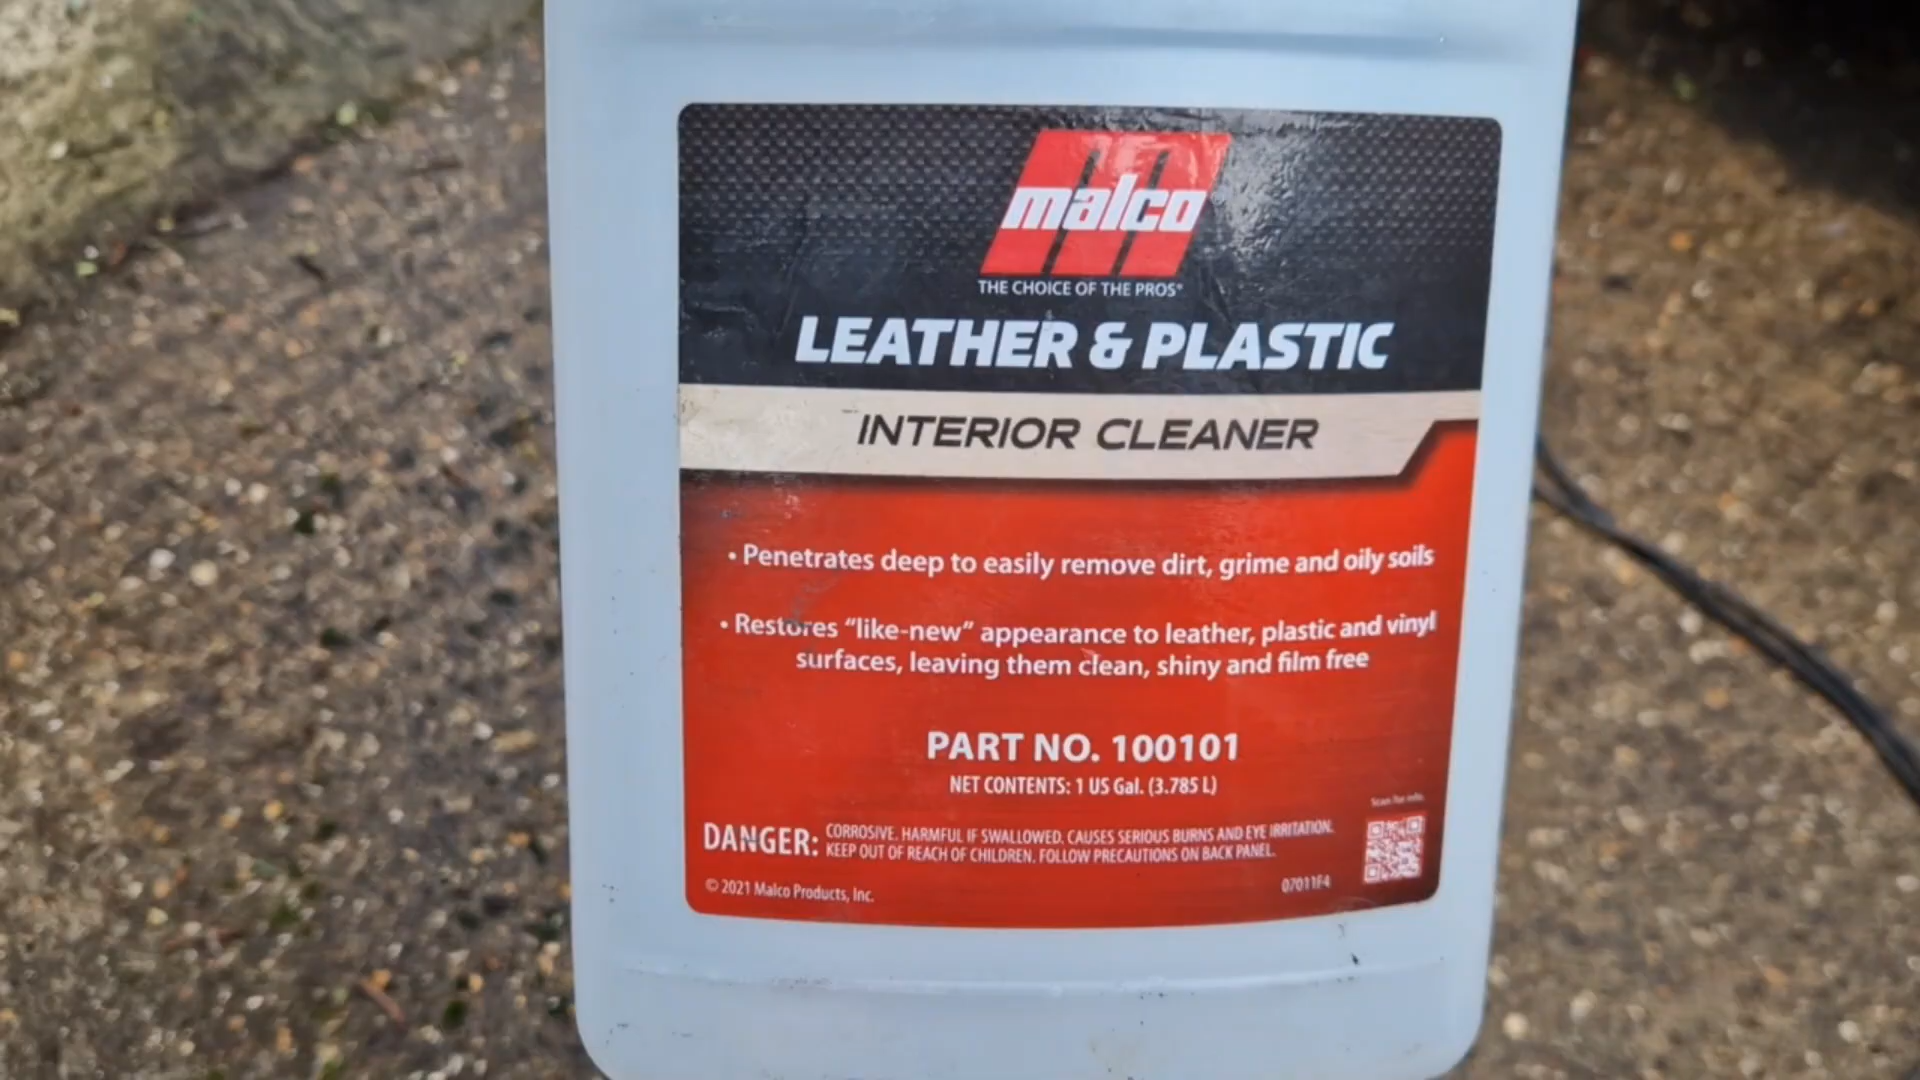 malco
THE CHOICE OF THE PROS®
LEATHER & PLASTIC
INTERIOR CLEANER
• Penetrates deep to easily remove dirt, grime and oily soils
• Restores “like-new” appearance to leather, plastic and vinyl
surfaces, leaving them clean, shiny and film free
PART NO. 100101
NET CONTENTS: 1 US Gal. (3.785 L)
Scan for info.
DANGER: CORROSIVE. HARMFUL IF SWALLOWED. CAUSES SERIOUS BURNS AND EYE IRRITATION.
KEEP OUT OF REACH OF CHILDREN. FOLLOW PRECAUTIONS ON BACK PANEL.
© 2021 Malco Products, Inc.
07011F4